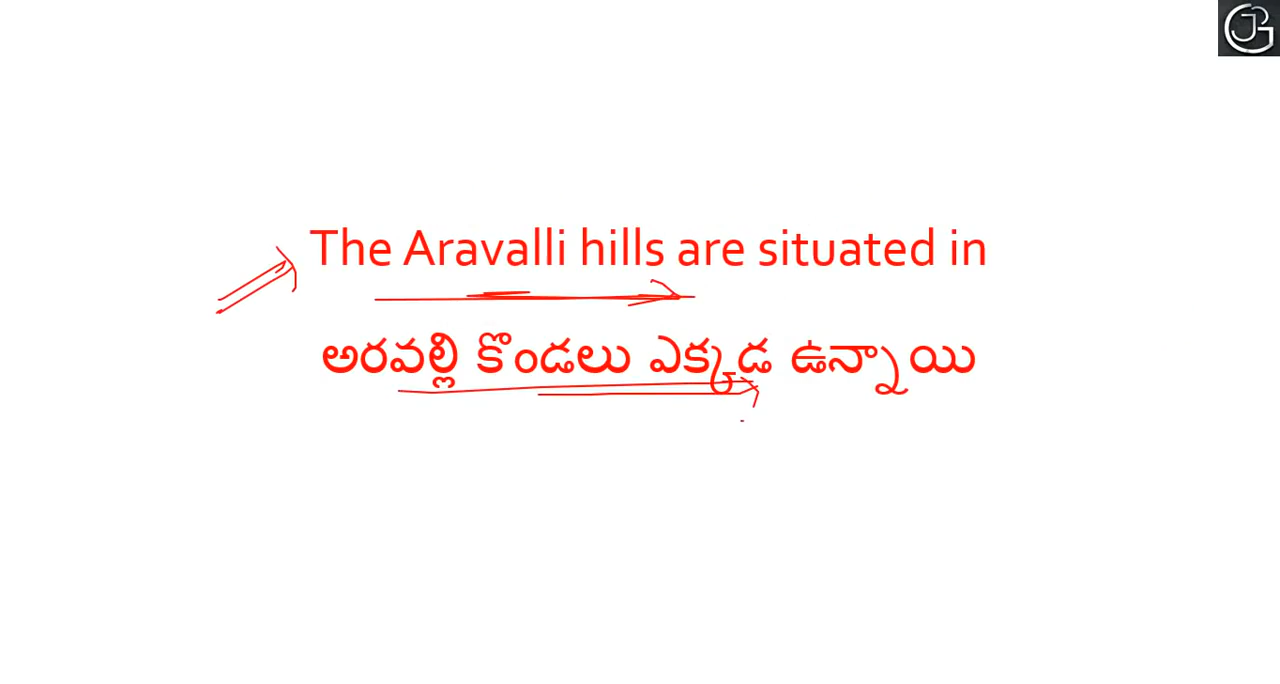 The Aravalli hills are situated in
అరవల్లి కొండలు ఎక్కడ ఉన్నాయి